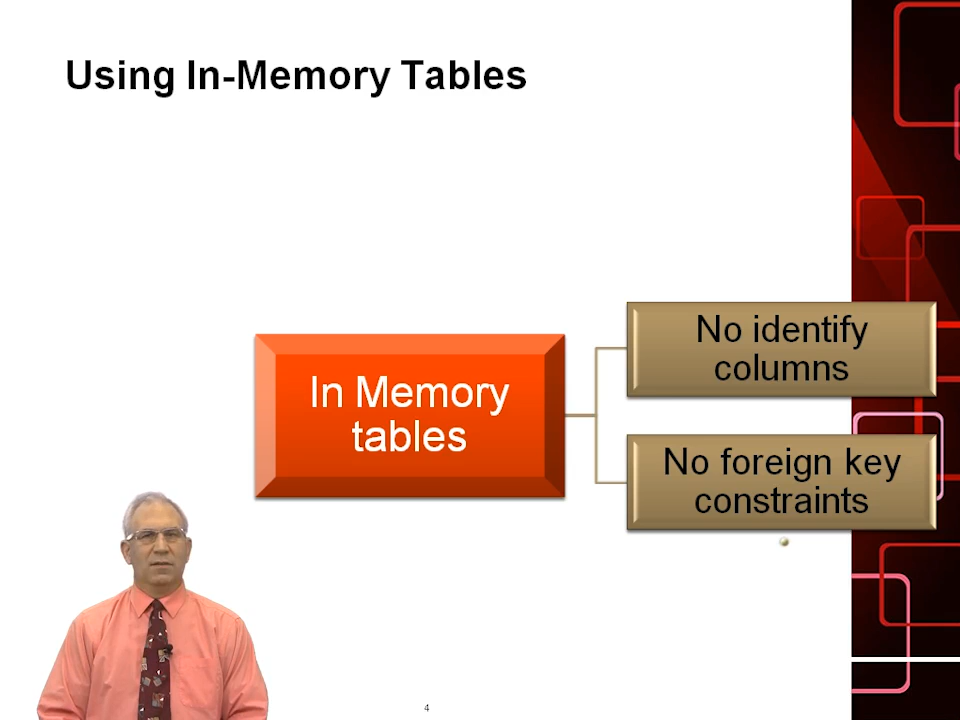 Using In-Memory Tables
In Memory
tables
No identify
columns
No foreign key
constraints
4